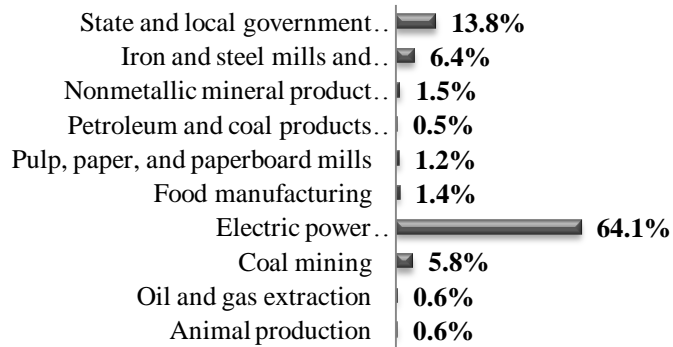 State and local government.. 13.8%
Iron and steel mills and.. 6.4%
Nonmetallic mineral product.. 1.5%
Petroleum and coal products.. 0.5%
Pulp, paper, and paperboard mills 1.2%
Food manufacturing 1.4%
Electric power.. 64.1%
Coal mining 5.8%
Oil and gas extraction 0.6%
Animal production 0.6%